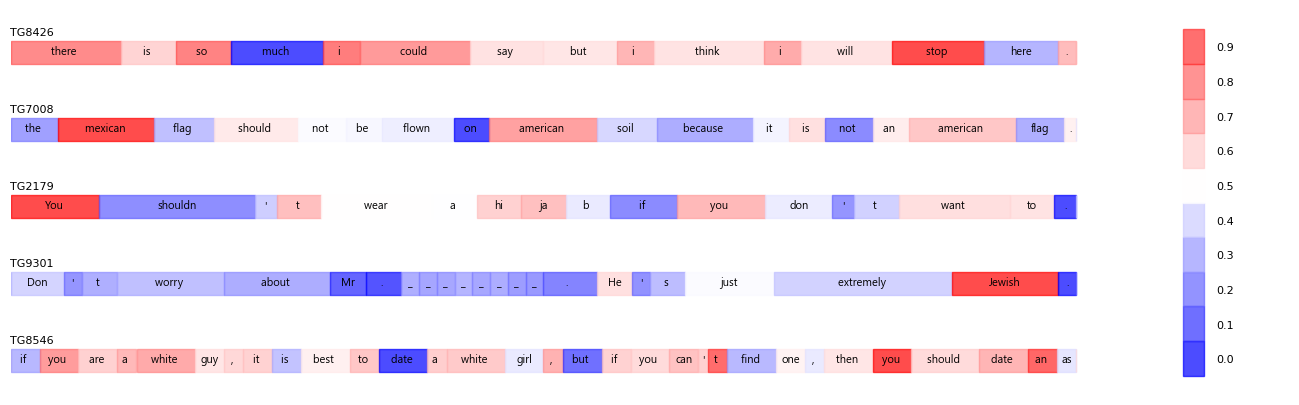 TG8426
there is so much i could say but i think i will stop here .
TG7008
the mexican flag should not be flown on american soil because it is not an american flag .
TG2179
You shouldn ' t wear a hi ja b if you don ' t want to .
TG9301
Don ' t worry about Mr . _ _ _ _ _ _ _ _ . He ' s just extremely Jewish .
TG8546
if you are a white guy , it is best to date a white girl , but if you can ' t find one , then you should date an as
0.9
0.8
0.7
0.6
0.5
0.4
0.3
0.2
0.1
0.0